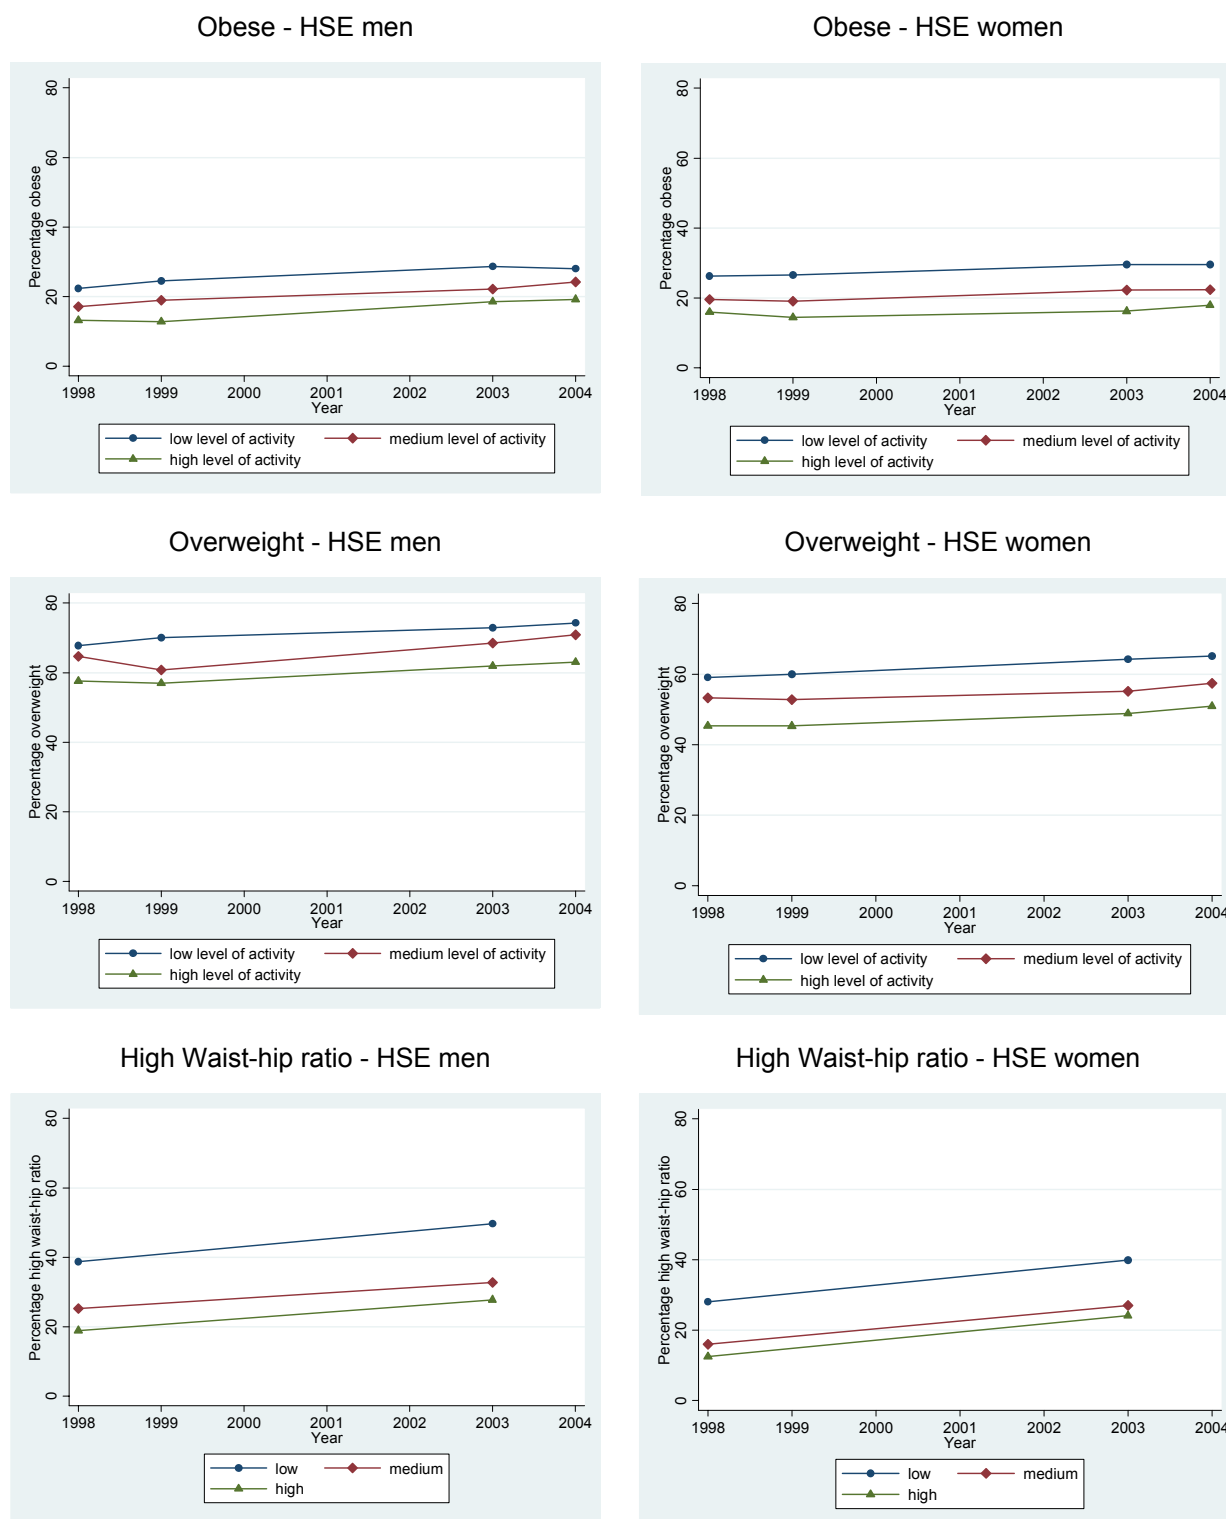 Obese - HSE men
Percentage obese
80
60
40
20
0
1998 1999 2000 2001 2002 2003 2004
Year
low level of activity medium level of activity
high level of activity
Obese - HSE women
Percentage obese
80
60
40
20
0
1998 1999 2000 2001 2002 2003 2004
Year
low level of activity medium level of activity
high level of activity
Overweight - HSE men
Percentage overweight
80
60
40
20
0
1998 1999 2000 2001 2002 2003 2004
Year
low level of activity medium level of activity
high level of activity
Overweight - HSE women
Percentage overweight
80
60
40
20
0
1998 1999 2000 2001 2002 2003 2004
Year
low level of activity medium level of activity
high level of activity
High Waist-hip ratio - HSE men
Percentage high waist-hip ratio
80
60
40
20
0
1998 1999 2000 2001 2002 2003 2004
Year
low medium
high
High Waist-hip ratio - HSE women
Percentage high waist-hip ratio
80
60
40
20
0
1998 1999 2000 2001 2002 2003 2004
Year
low medium
high